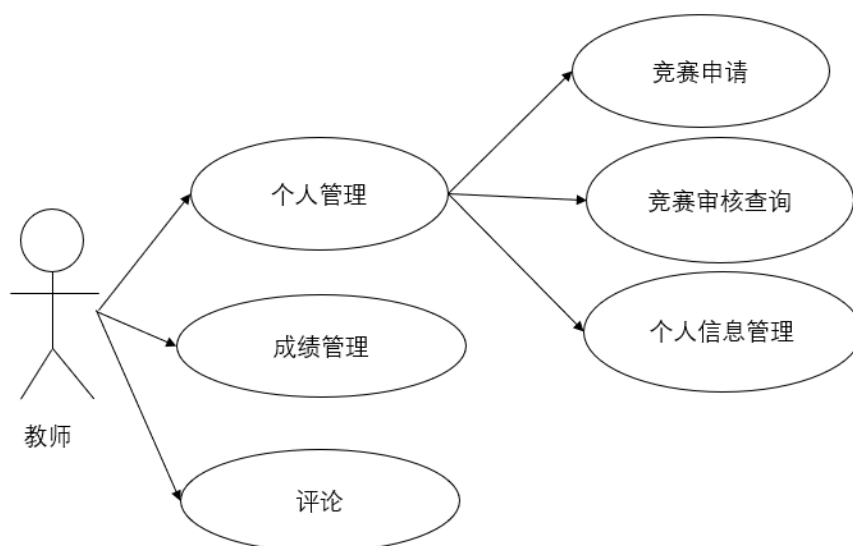 竞赛申请
个人管理
竞赛审核查询
成绩管理
个人信息管理
教师
评论